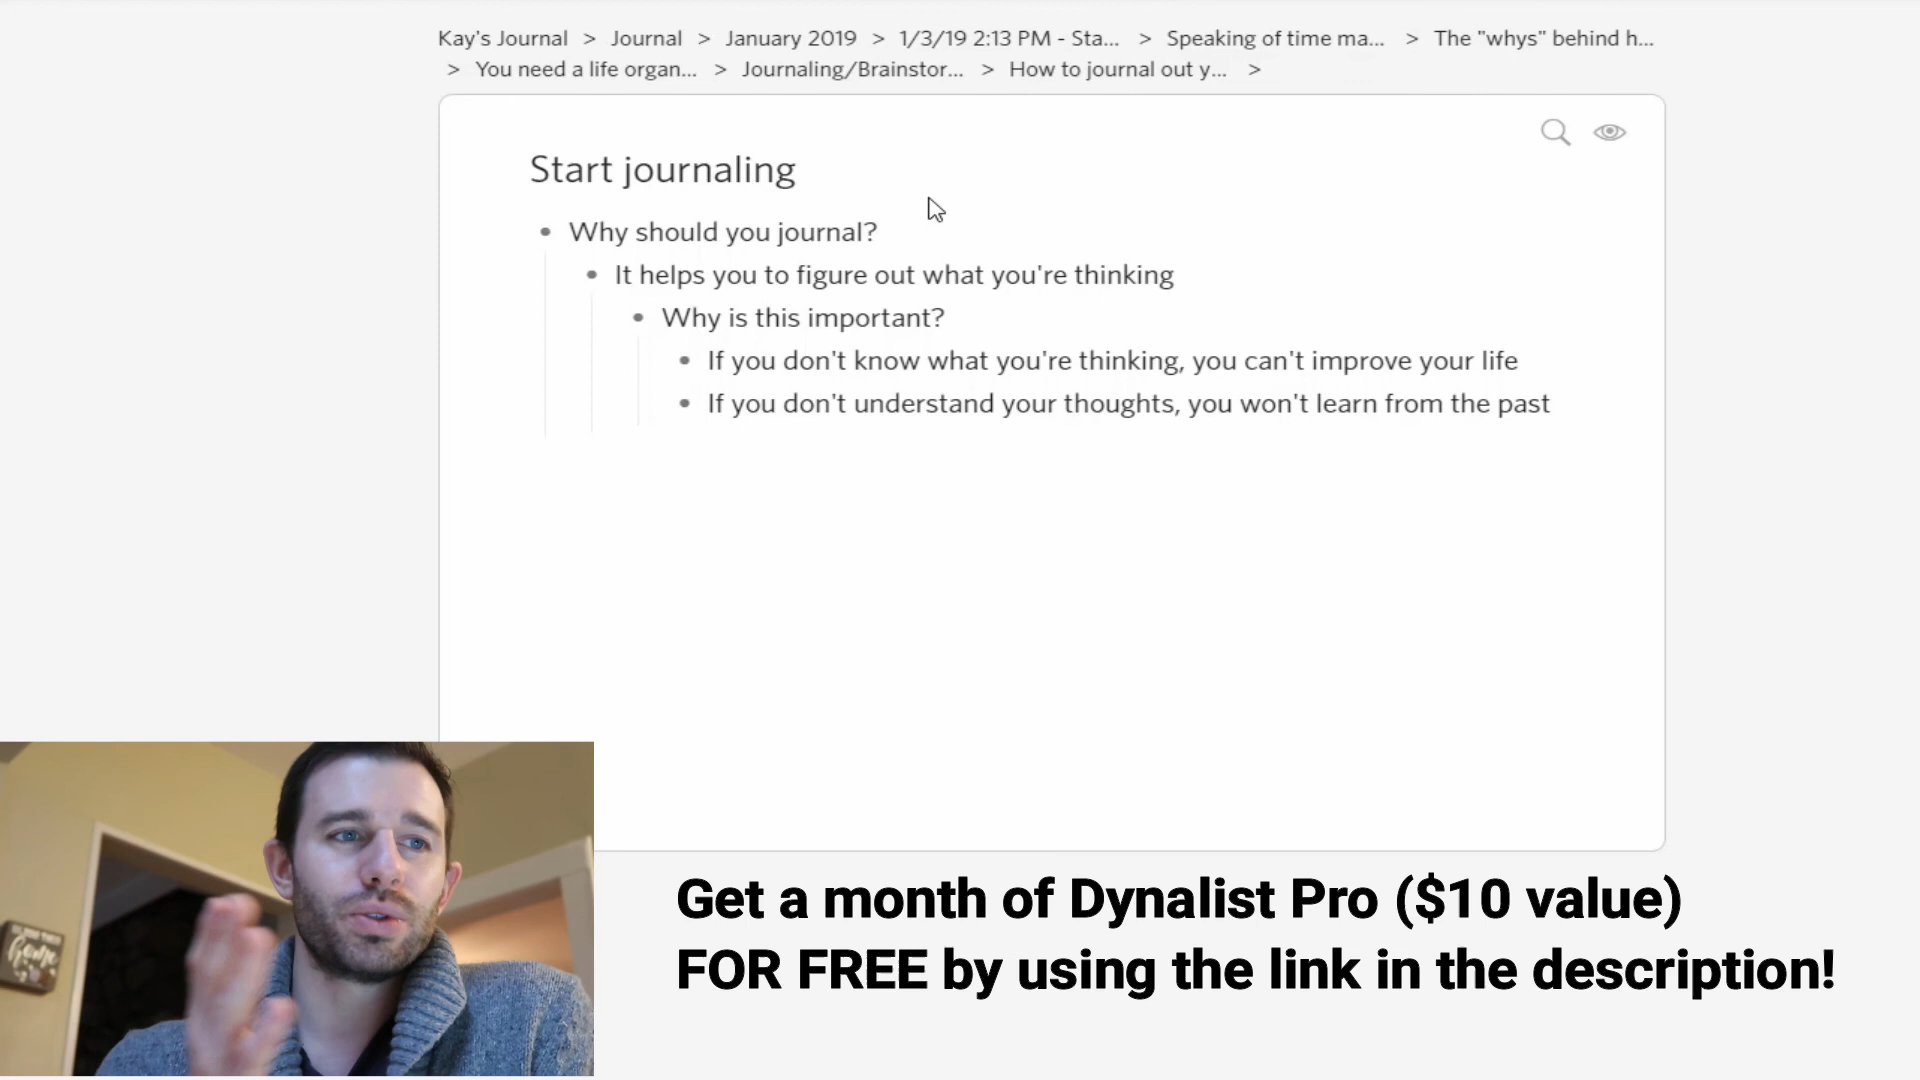 Kay's Journal > Journal > January 2019 > 1/3/19 2:13 PM - Sta... > Speaking of time ma... > The "whys" behind h...
> You need a life organ... > Journaling/Brainstor... > How to journal out y... >
Start journaling
• Why should you journal?
• It helps you to figure out what you're thinking
• Why is this important?
• If you don't know what you're thinking, you can't improve your life
• If you don't understand your thoughts, you won't learn from the past
home
Get a month of Dynalist Pro ($10 value)
FOR FREE by using the link in the description!